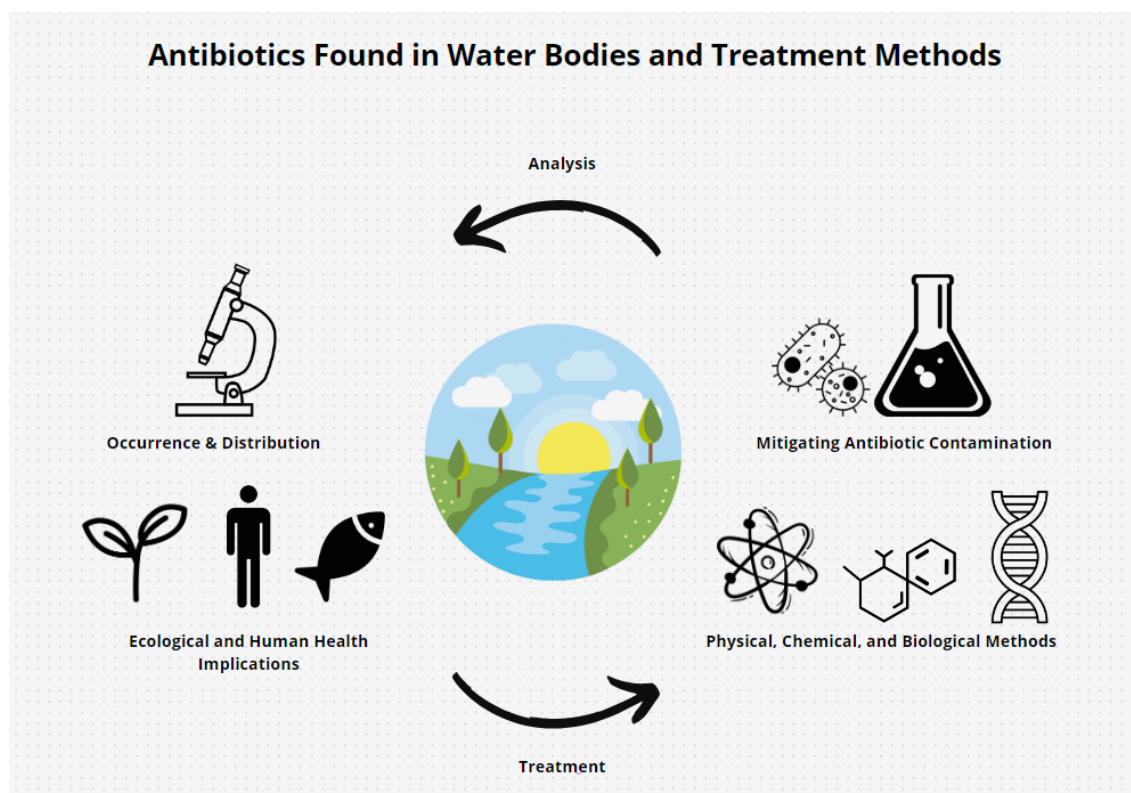 Antibiotics Found in Water Bodies and Treatment Methods
Analysis
Occurrence & Distribution
Mitigating Antibiotic Contamination
Ecological and Human Health
Implications
Physical, Chemical, and Biological Methods
Treatment